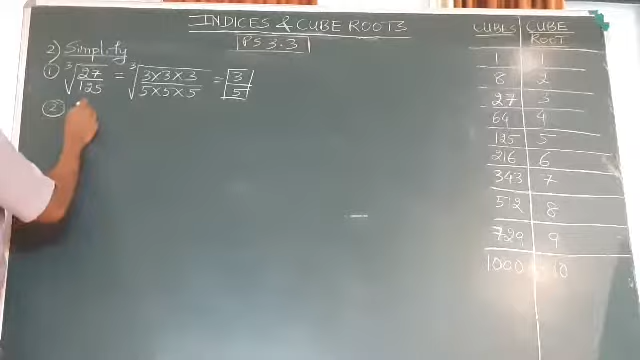 INDICES & CUBE ROOTS
PS 3.3
2) Simplify
① ∛(27/125) = ∛(3×3×3/5×5×5) = 3/5
②
CUBES CUBE ROOT
1 1
8 2
27 3
64 4
125 5
216 6
343 7
512 8
729 9
1000 10